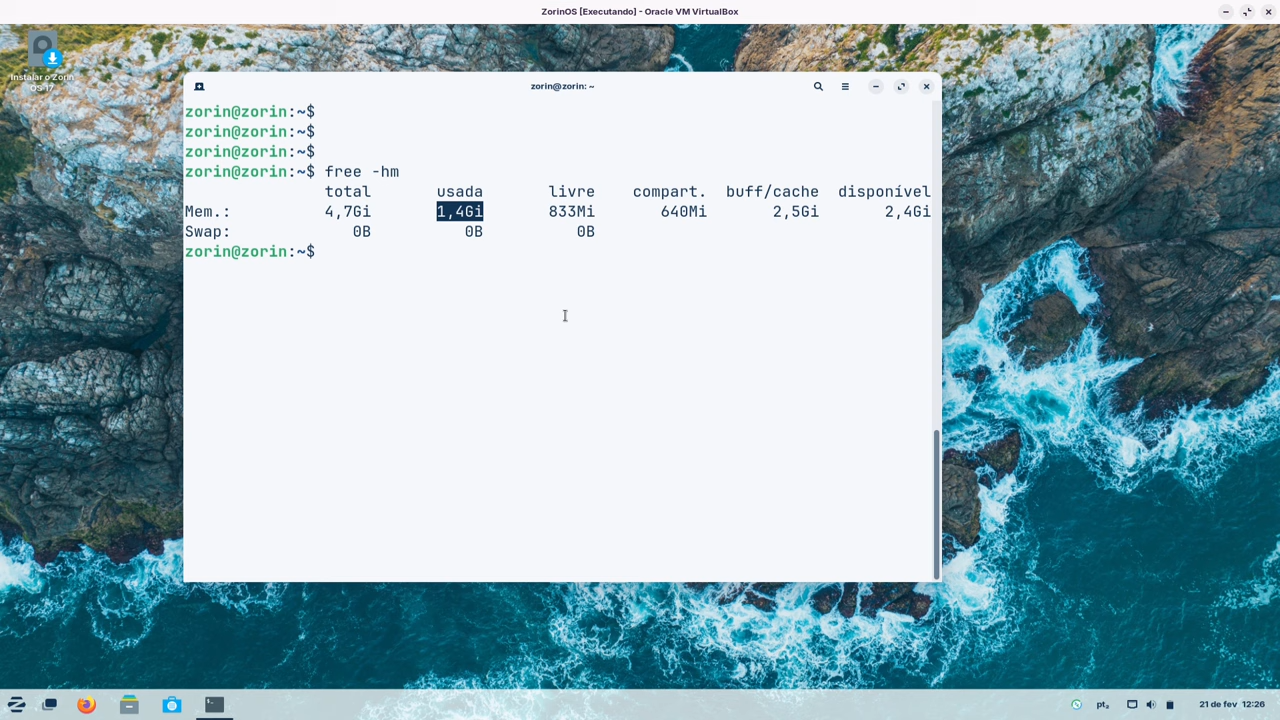 ZorinOS [Executando] - Oracle VM VirtualBox
Instalar o Zorin
OS 17
zorin@zorin: ~
zorin@zorin:~$
zorin@zorin:~$
zorin@zorin:~$
zorin@zorin:~$ free -hm
total usada livre compart. buff/cache disponível
Mem.: 4,7Gi 1,4Gi 833Mi 640Mi 2,5Gi 2,4Gi
Swap: 0B 0B 0B
zorin@zorin:~$
pt₂ 21 de fev 12:26